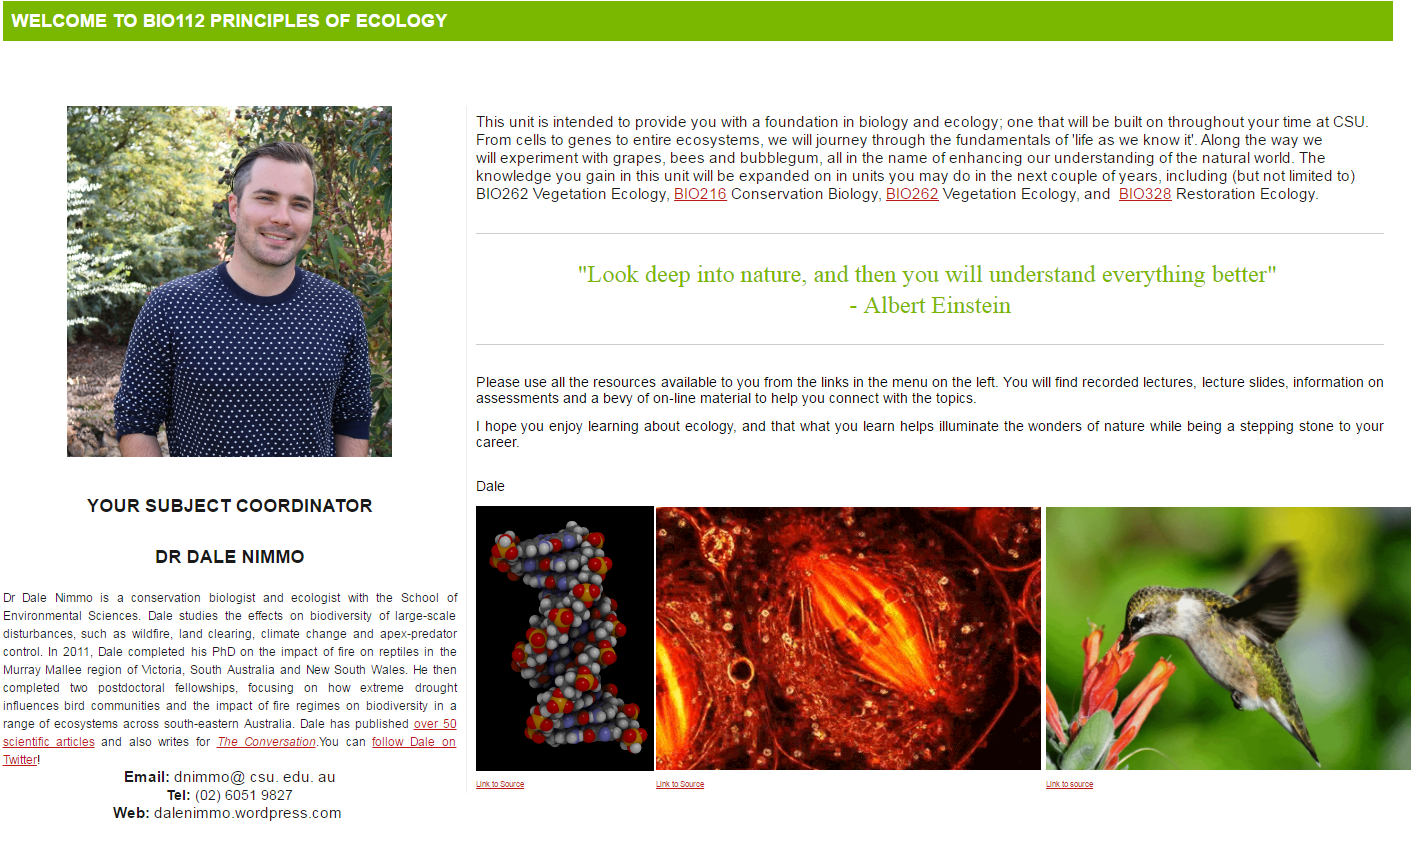 WELCOME TO BIO112 PRINCIPLES OF ECOLOGY
YOUR SUBJECT COORDINATOR
DR DALE NIMMO
Dr Dale Nimmo is a conservation biologist and ecologist with the School of
Environmental Sciences. Dale studies the effects on biodiversity of large-scale
disturbances, such as wildfire, land clearing, climate change and apex-predator
control. In 2011, Dale completed his PhD on the impact of fire on reptiles in the
Murray Mallee region of Victoria, South Australia and New South Wales. He then
completed two postdoctoral fellowships, focusing on how extreme drought
influences bird communities and the impact of fire regimes on biodiversity in a
range of ecosystems across south-eastern Australia. Dale has published over 50
scientific articles and also writes for The Conversation.You can follow Dale on
Twitter!
Email: dnimmo@ csu. edu. au
Tel: (02) 6051 9827
Web: dalenimmo.wordpress.com
This unit is intended to provide you with a foundation in biology and ecology; one that will be built on throughout your time at CSU.
From cells to genes to entire ecosystems, we will journey through the fundamentals of 'life as we know it'. Along the way we
will experiment with grapes, bees and bubblegum, all in the name of enhancing our understanding of the natural world. The
knowledge you gain in this unit will be expanded on in units you may do in the next couple of years, including (but not limited to)
BIO262 Vegetation Ecology, BIO216 Conservation Biology, BIO262 Vegetation Ecology, and BIO328 Restoration Ecology.
"Look deep into nature, and then you will understand everything better"
- Albert Einstein
Please use all the resources available to you from the links in the menu on the left. You will find recorded lectures, lecture slides, information on
assessments and a bevy of on-line material to help you connect with the topics.
I hope you enjoy learning about ecology, and that what you learn helps illuminate the wonders of nature while being a stepping stone to your
career.
Dale
Link to Source
Link to Source
Link to source